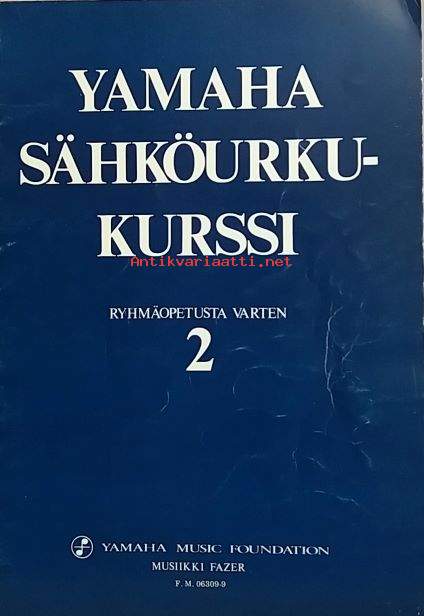 YAMAHA
SÄHKÖURKU-
KURSSI
Antikvariaatti.net
RYHMÄOPETUSTA VARTEN
2
YAMAHA MUSIC FOUNDATION
MUSIIKKI FAZER
F. M. 06309-9